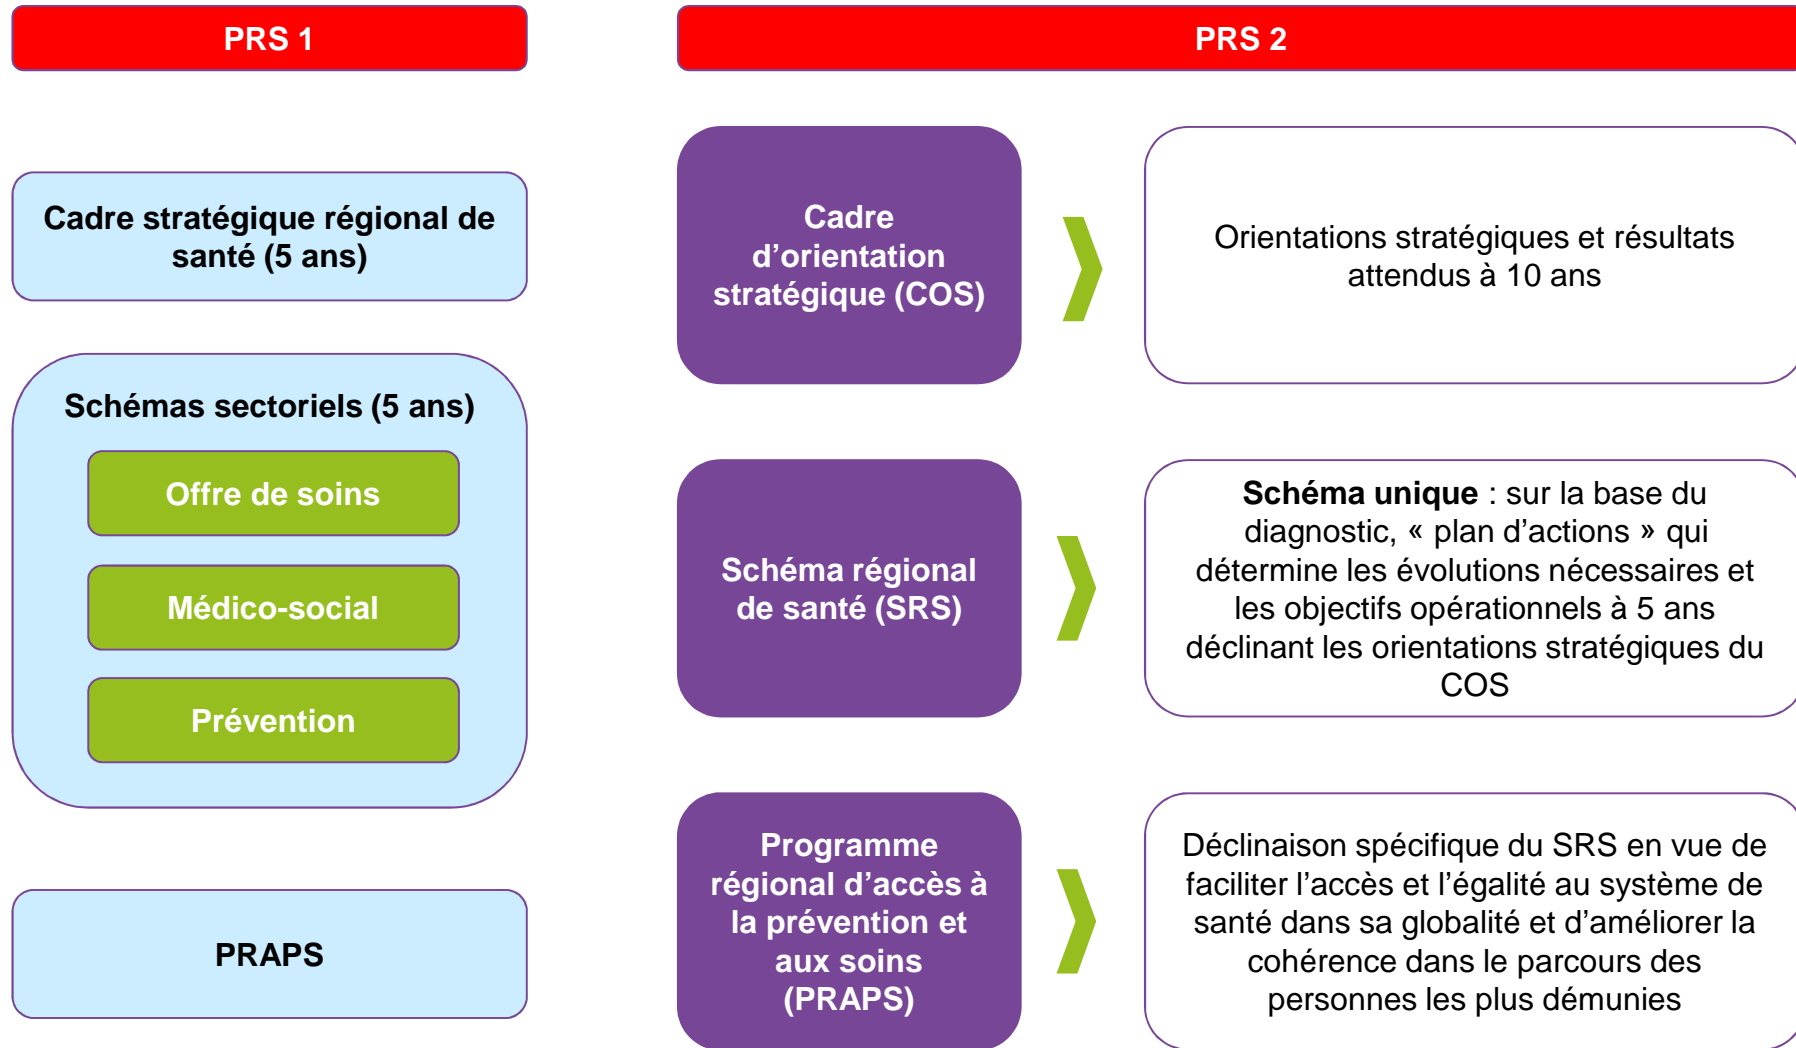 PRS 1
PRS 2
Cadre stratégique régional de
santé (5 ans)
Schémas sectoriels (5 ans)
Offre de soins
Médico-social
Prévention
PRAPS
Cadre
d’orientation
stratégique (COS)
Orientations stratégiques et résultats
attendus à 10 ans
Schéma régional
de santé (SRS)
Schéma unique : sur la base du
diagnostic, « plan d’actions » qui
détermine les évolutions nécessaires et
les objectifs opérationnels à 5 ans
déclinant les orientations stratégiques du
COS
Programme
régional d’accès à
la prévention et
aux soins
(PRAPS)
Déclinaison spécifique du SRS en vue de
faciliter l’accès et l’égalité au système de
santé dans sa globalité et d’améliorer la
cohérence dans le parcours des
personnes les plus démunies